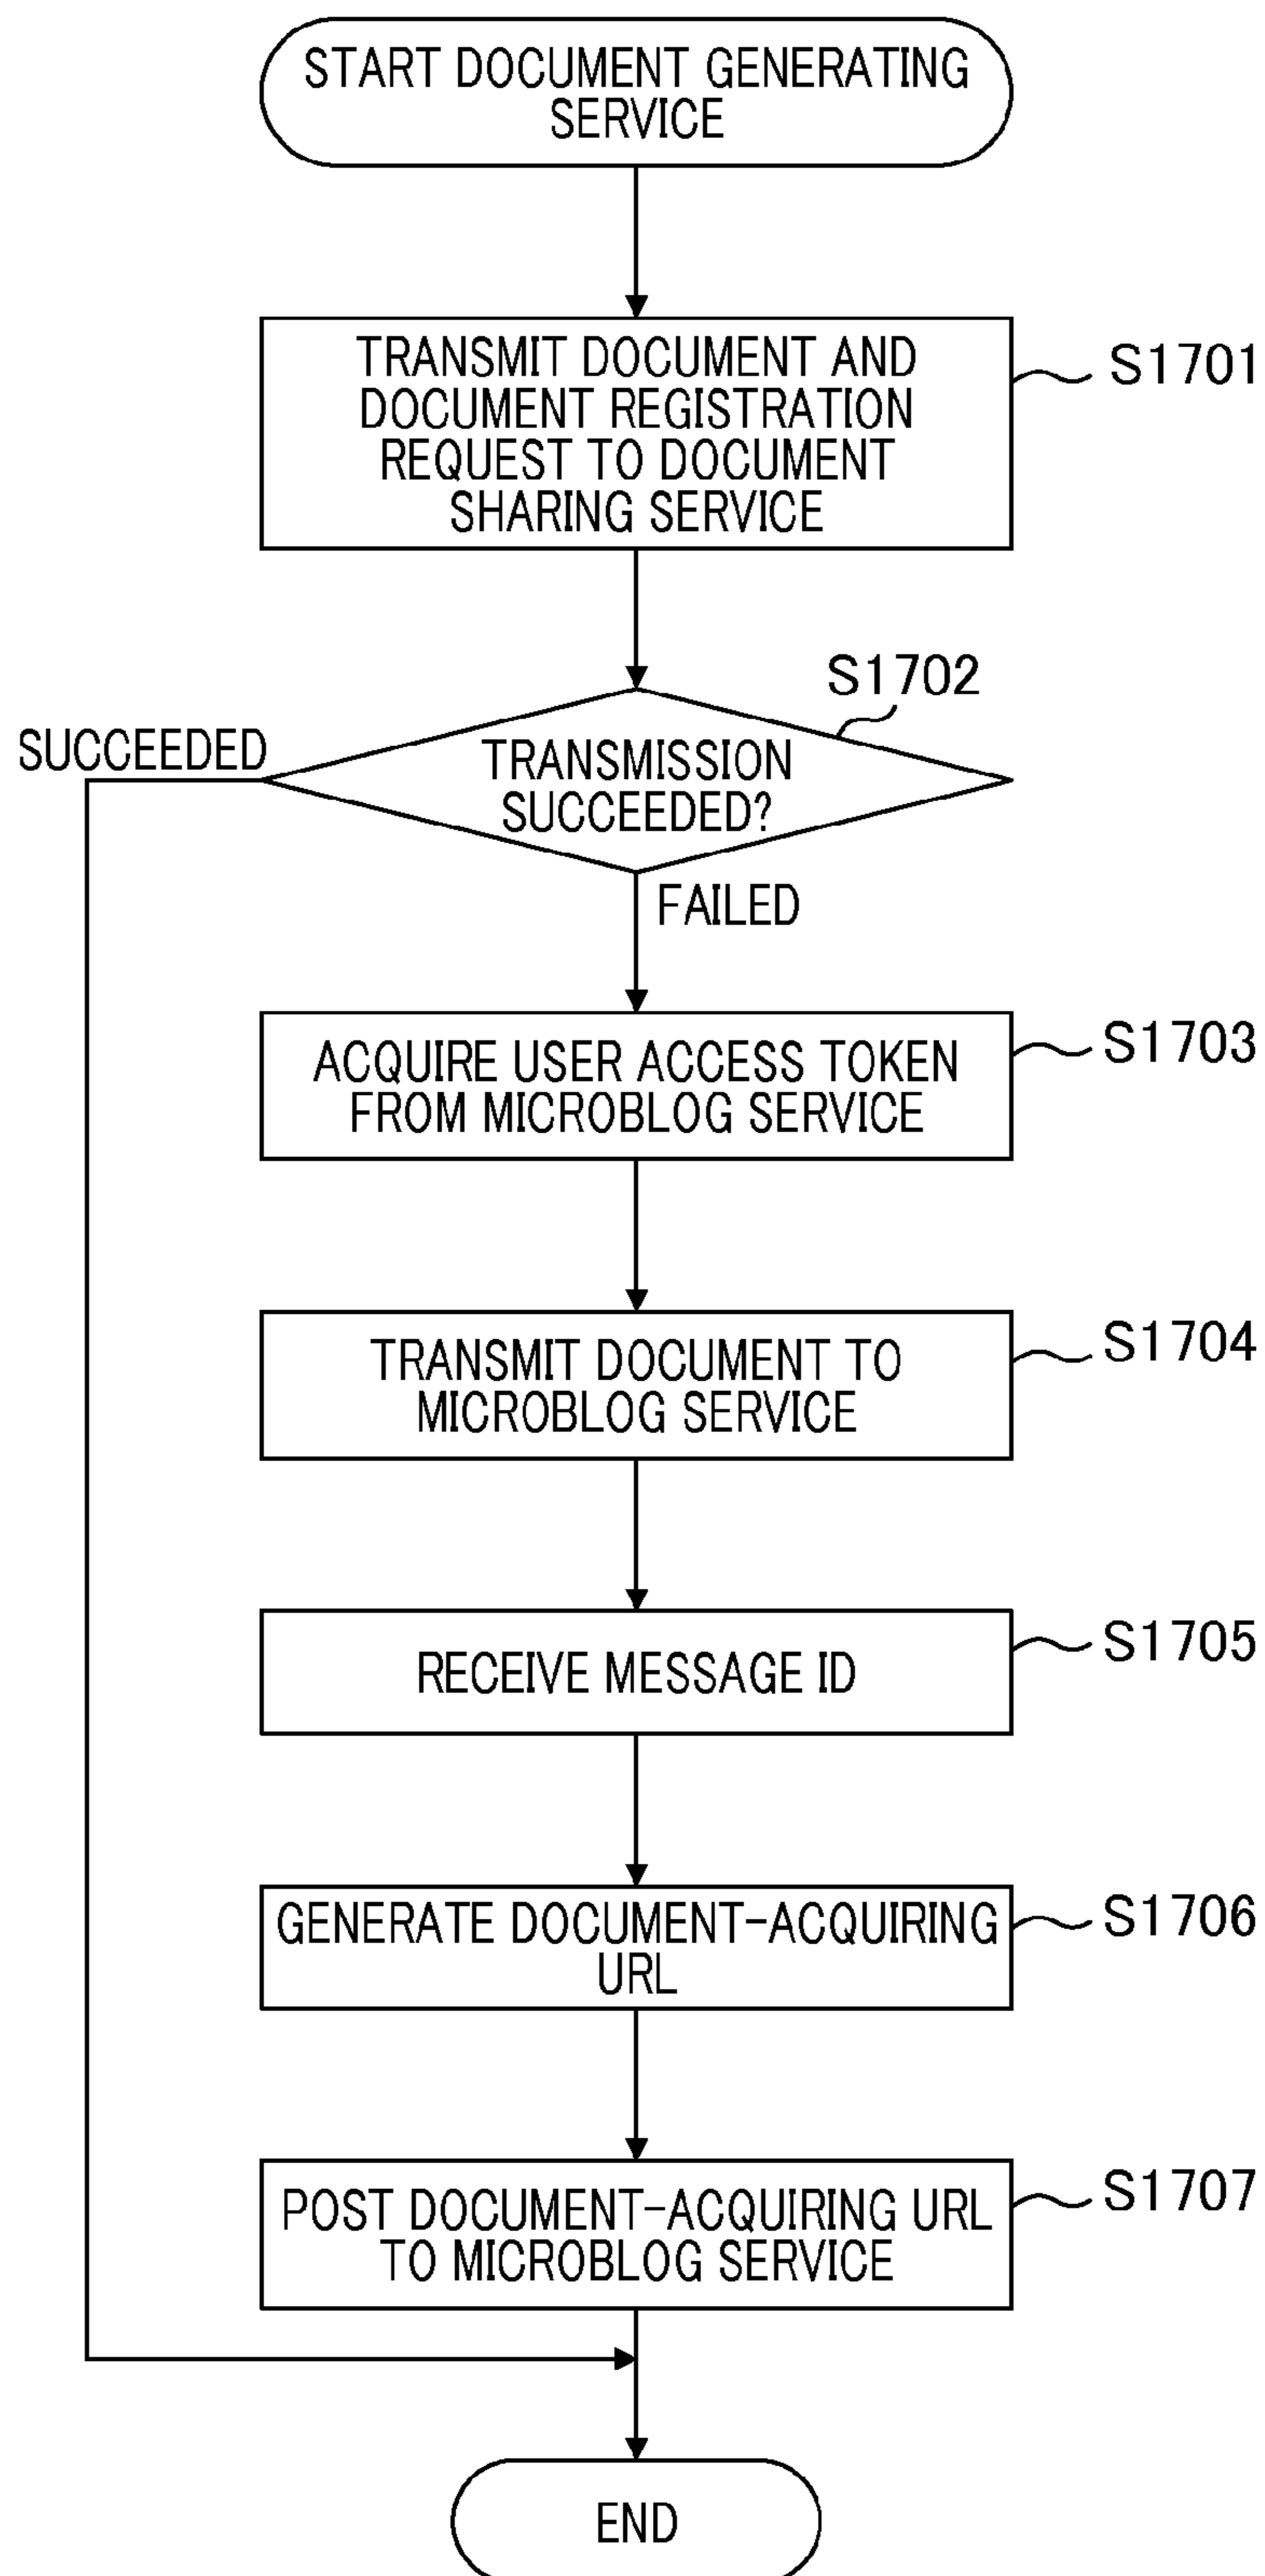 START DOCUMENT GENERATING
SERVICE
TRANSMIT DOCUMENT AND
DOCUMENT REGISTRATION
REQUEST TO DOCUMENT
SHARING SERVICE
S1701
S1702
SUCCEEDED
TRANSMISSION
SUCCEEDED?
FAILED
ACQUIRE USER ACCESS TOKEN
FROM MICROBLOG SERVICE
S1703
TRANSMIT DOCUMENT TO
MICROBLOG SERVICE
S1704
RECEIVE MESSAGE ID
S1705
GENERATE DOCUMENT-ACQUIRING
URL
S1706
POST DOCUMENT-ACQUIRING URL
TO MICROBLOG SERVICE
S1707
END